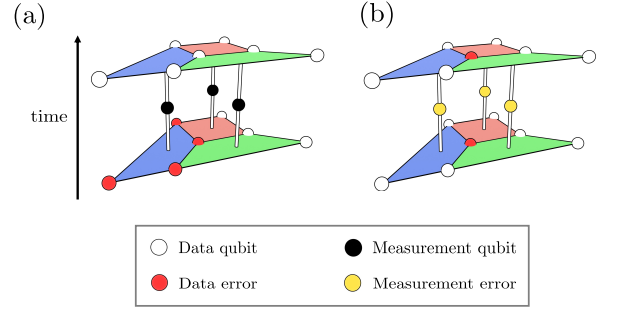 (a)
(b)
time
Data qubit
Measurement qubit
Data error
Measurement error